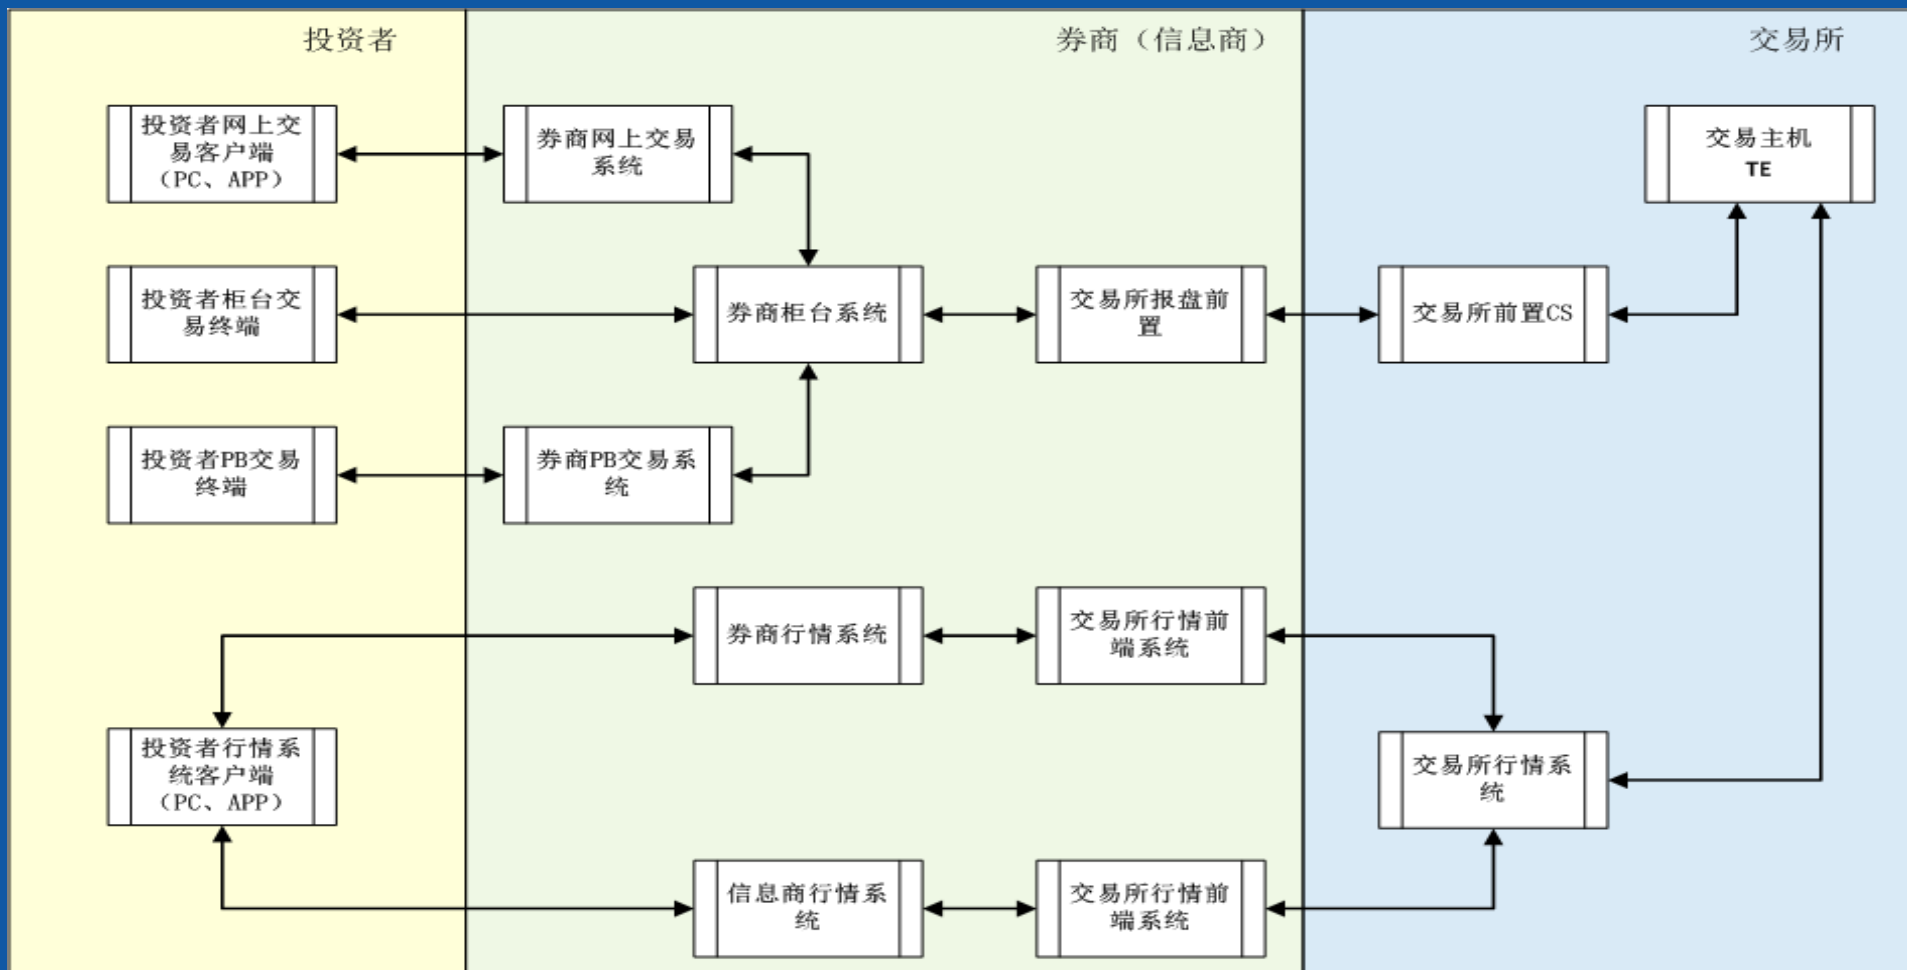 投资者
券商（信息商）
交易所
投资者网上交
易客户端
（PC、APP）
券商网上交易
系统
交易主机
TE
投资者柜台交
易终端
券商柜台系统
交易所报盘前
置
交易所前置CS
投资者PB交易
终端
券商PB交易系
统
券商行情系统
交易所行情前
端系统
投资者行情系
统客户端
（PC、APP）
交易所行情系
统
信息商行情系
统
交易所行情前
端系统